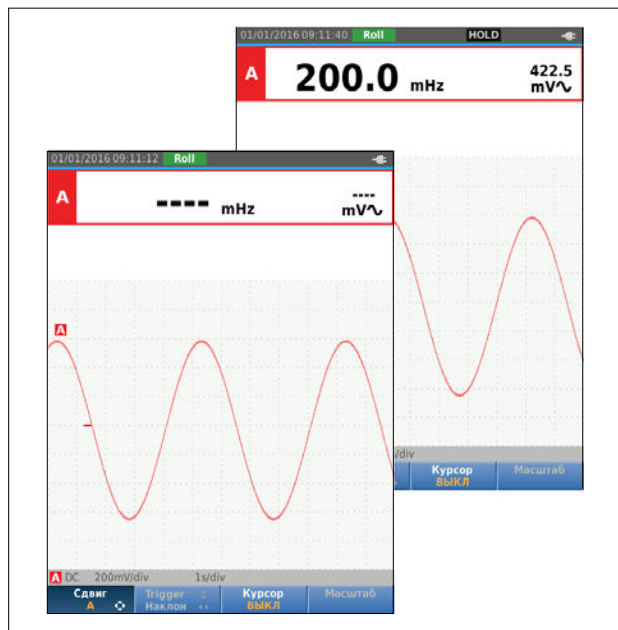 01/01/2016 09:11:40 Roll HOLD
A 200.0 mHz 422.5 mV
/div
Курсор ВЫКЛ
Масштаб
01/01/2016 09:11:12 Roll
A ---- mHz ---- mV
A
A DC 200mV/div 1s/div
Сдвиг A
Trigger Наклон
Курсор ВЫКЛ
Масштаб